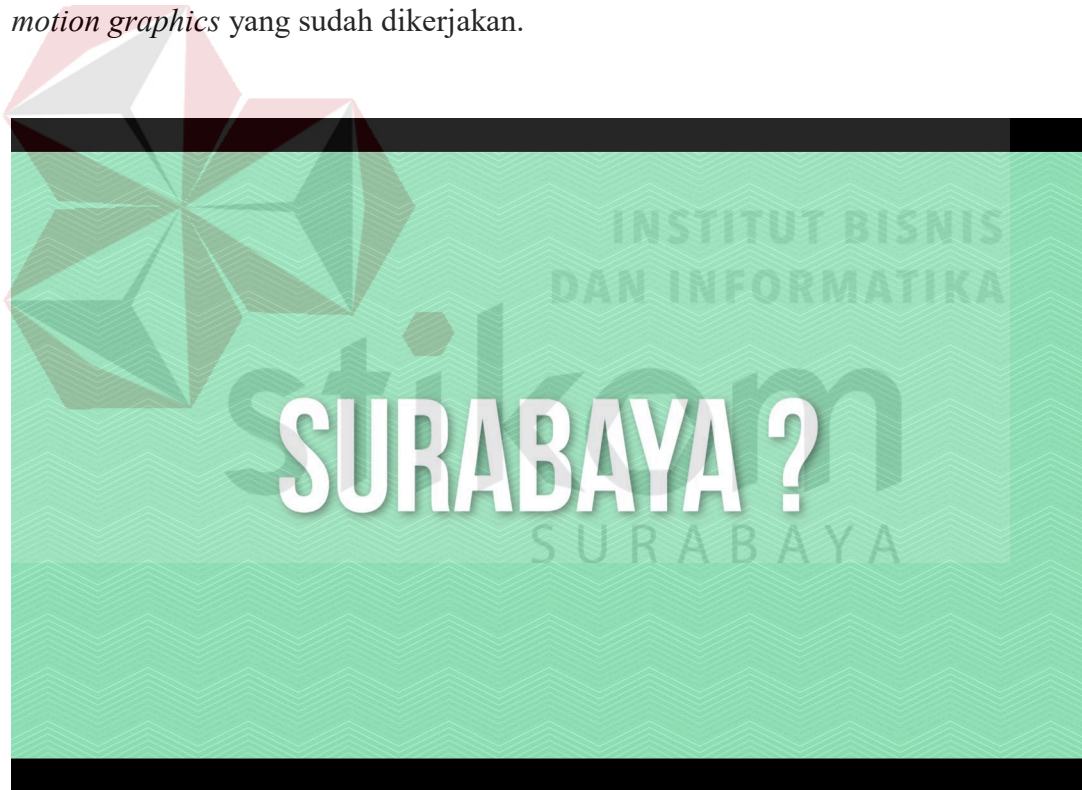 motion graphics yang sudah dikerjakan.
INSTITUT BISNIS
DAN INFORMATIKA
stikom
SURABAYA ?
SURABAYA